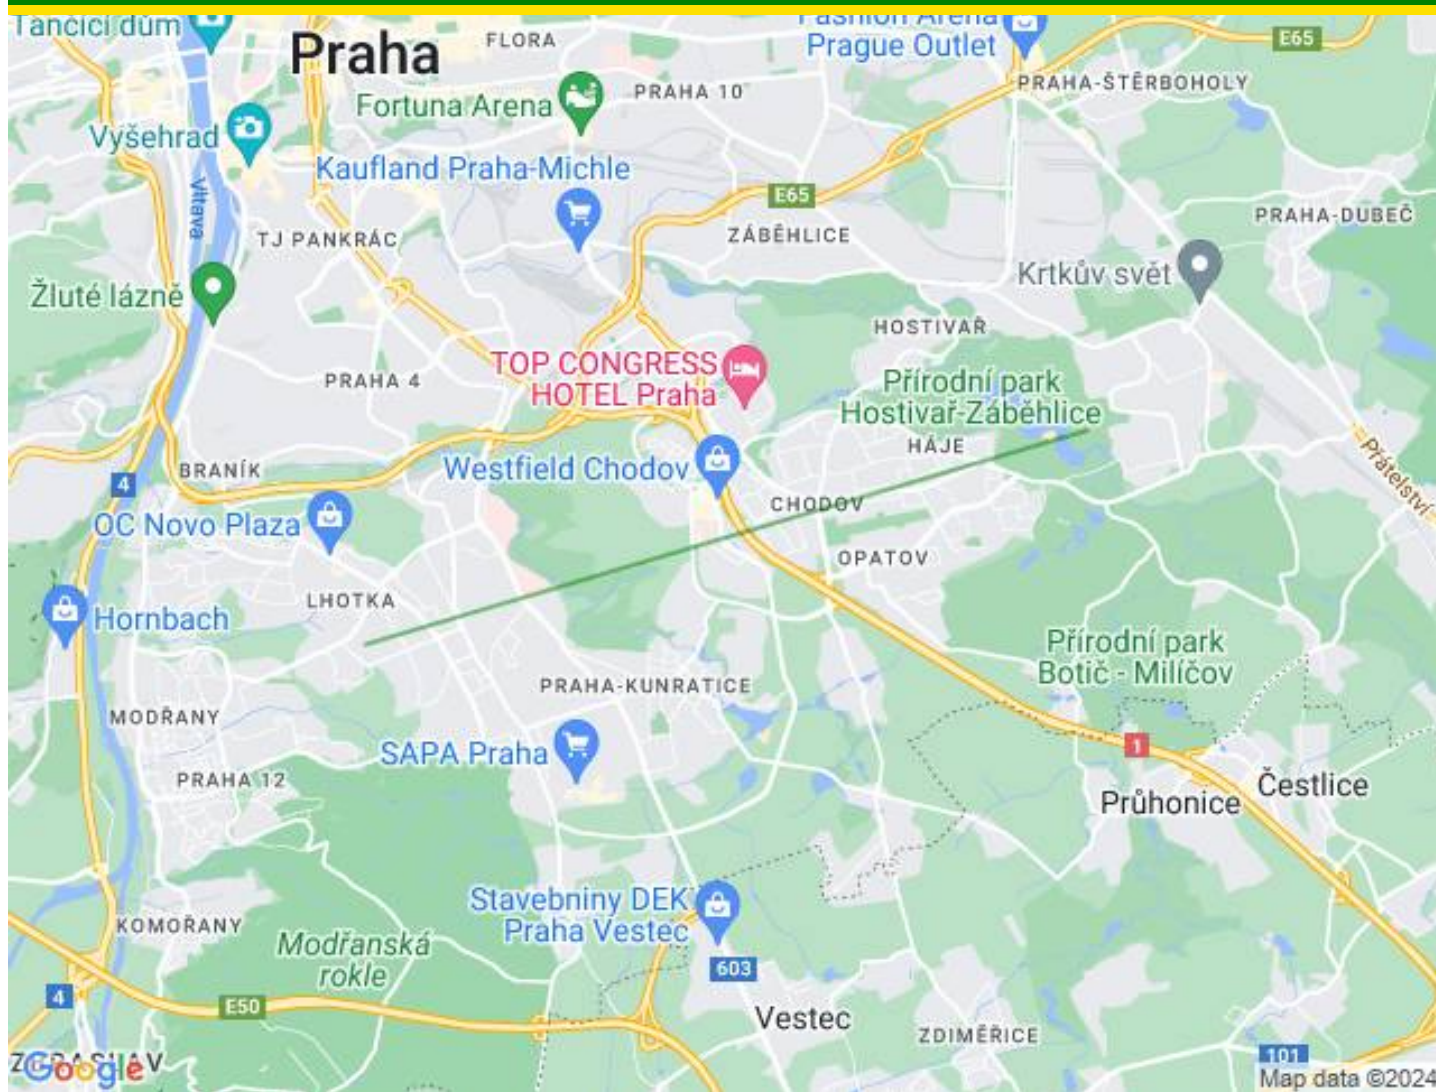 Tančící dům
Praha
FLORA
Fashion Arena
Prague Outlet
E65
PRAHA-ŠTĚRBOHOLY
Fortuna Arena
PRAHA 10
Vyšehrad
Kaufland Praha-Michle
E65
Vltava
TJ PANKRÁC
ZÁBĚHLICE
PRAHA-DUBEČ
Krtkův svět
Žluté lázně
HOSTIVAŘ
TOP CONGRESS
HOTEL Praha
PRAHA 4
Přírodní park
Hostivař-Záběhlice
HÁJE
BRANÍK
Westfield Chodov
4
Přátelství
CHODOV
OC Novo Plaza
OPATOV
LHOTKA
Hornbach
Přírodní park
Botič - Milíčov
PRAHA-KUNRATICE
MODŘANY
SAPA Praha
1
PRAHA 12
Čestlice
Průhonice
Stavebniny DEK
Praha Vestec
KOMOŘANY
Modřanská
rokle
603
4
E50
Vestec
ZDIMĚŘICE
101
ZBRASLAV
Google
Map data ©2024